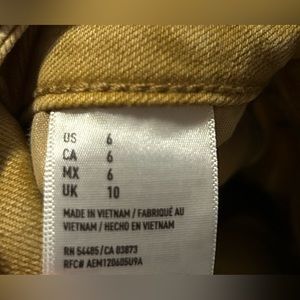 US 6
CA 6
MX 6
UK 10
MADE IN VIETNAM / FABRIQUÉ AU
VIETNAM / HECHO EN VIETNAM
RN 54485/CA 03873
RFC# AEM120605U9A